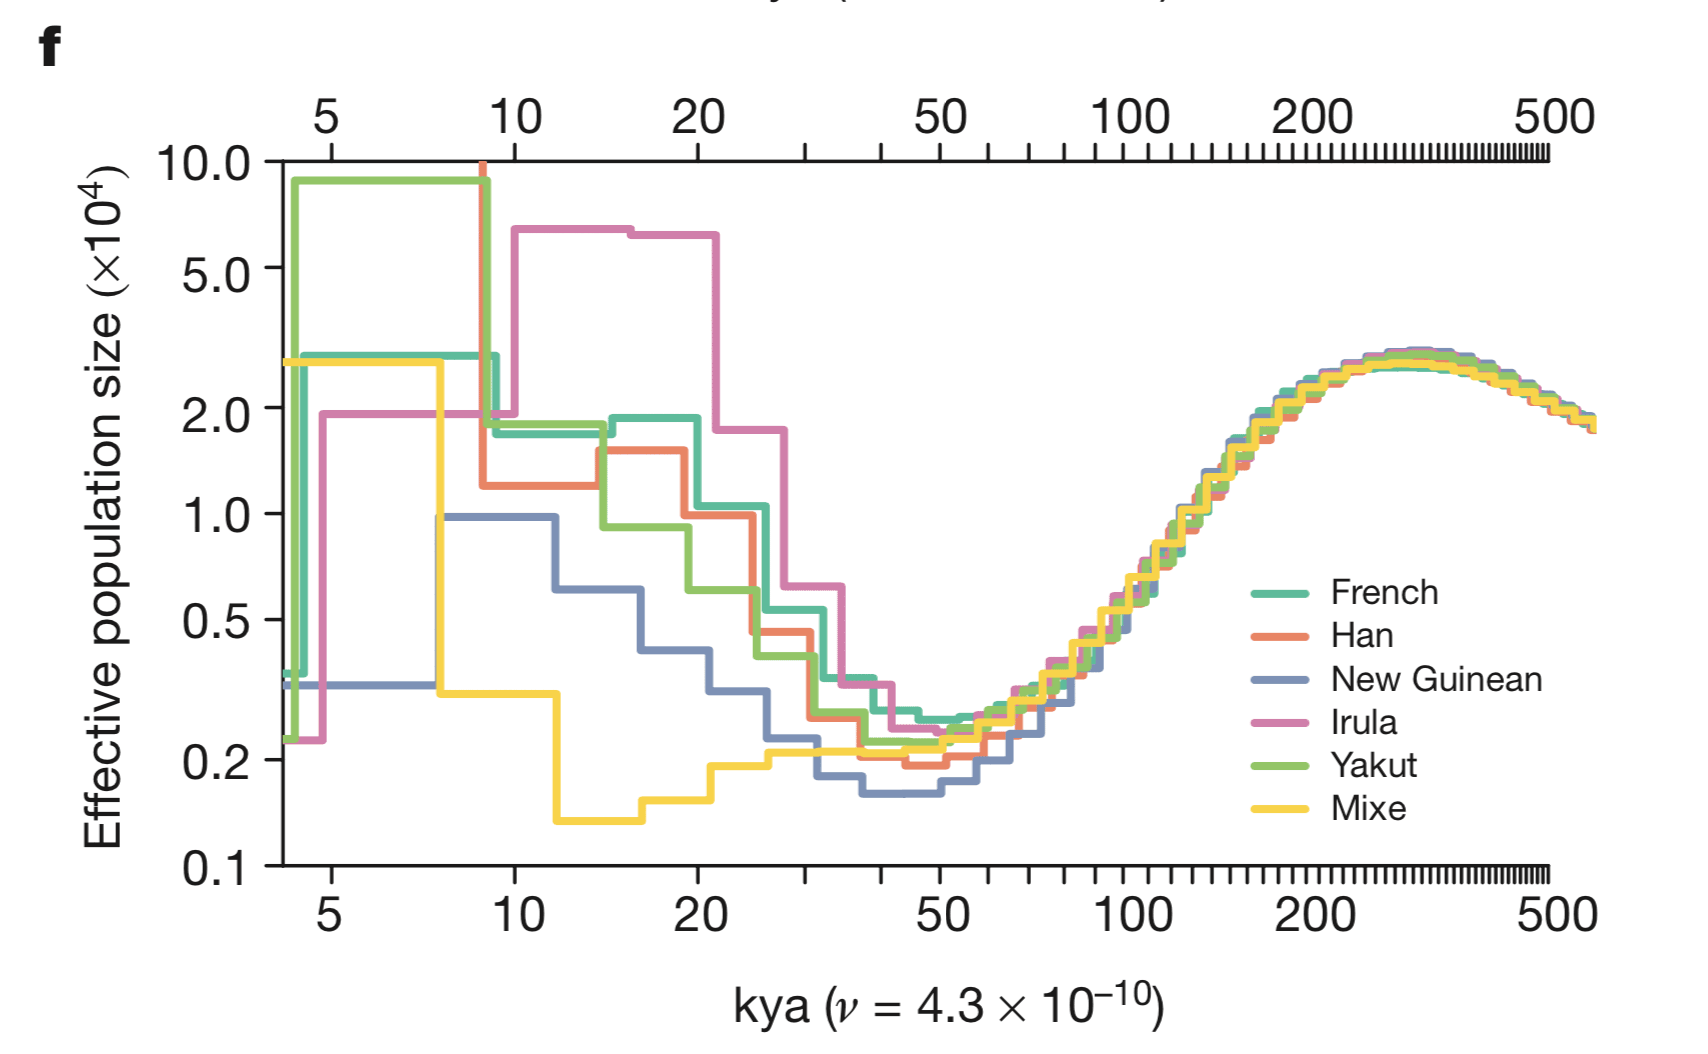 f
5 10 20 50 100 200 500
10.0
5.0
2.0
1.0
0.5
0.2
0.1
Effective population size (×10⁴)
French
Han
New Guinean
Irula
Yakut
Mixe
5 10 20 50 100 200 500
kya (ν = 4.3 × 10⁻¹⁰)